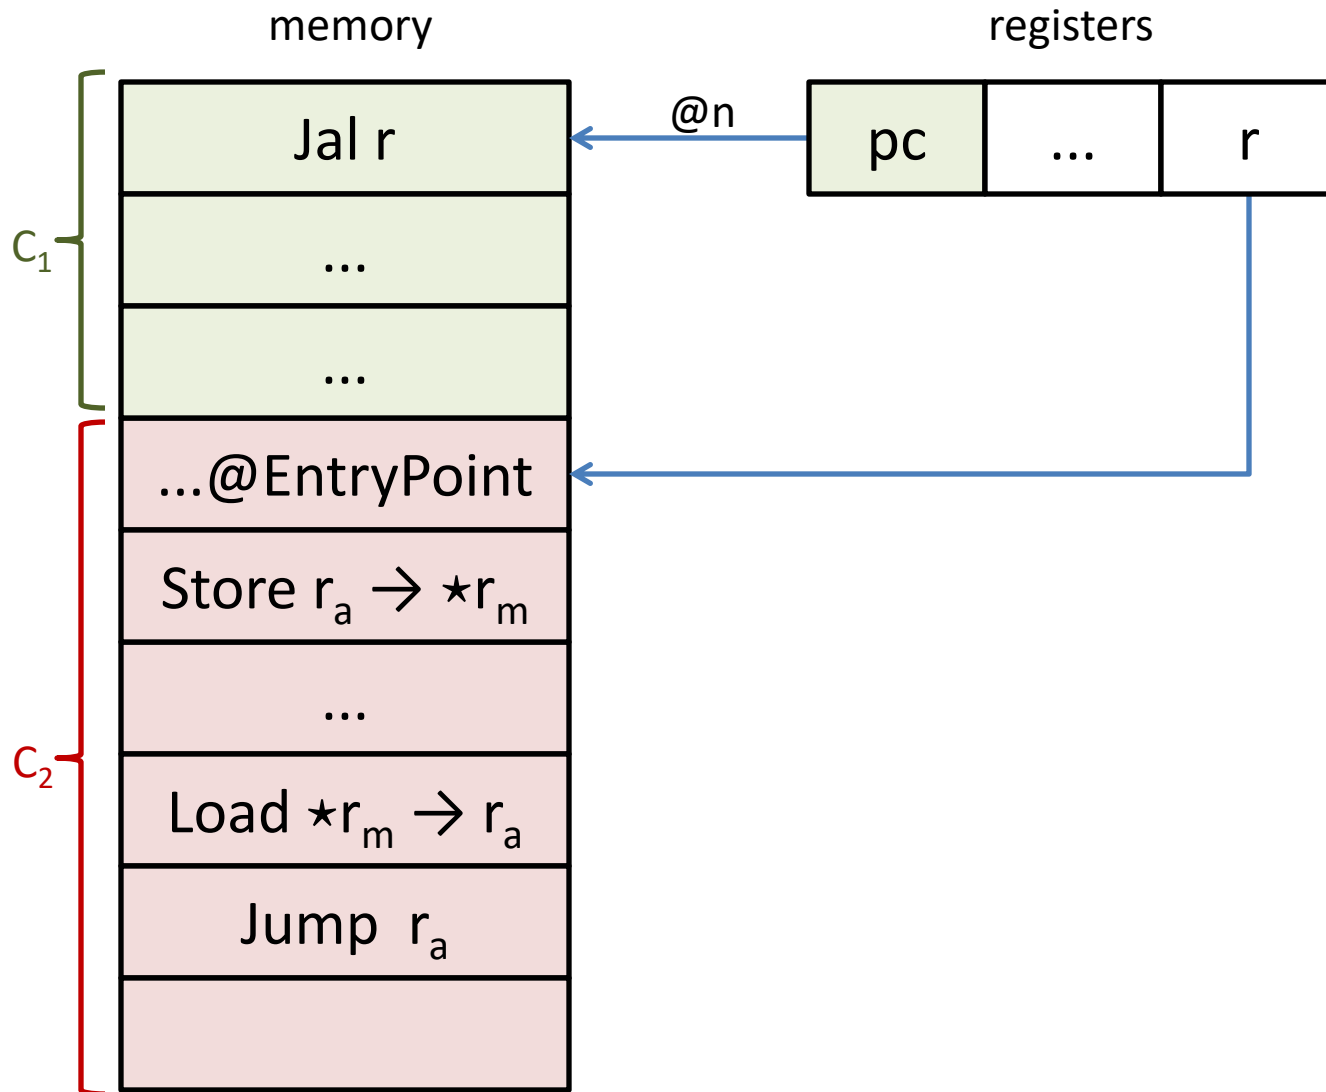 memory
registers
Jal r
@n
pc
...
r
C₁
...
...
...@EntryPoint
Store rₐ → ⋆rₘ
...
C₂
Load ⋆rₘ → rₐ
Jump rₐ